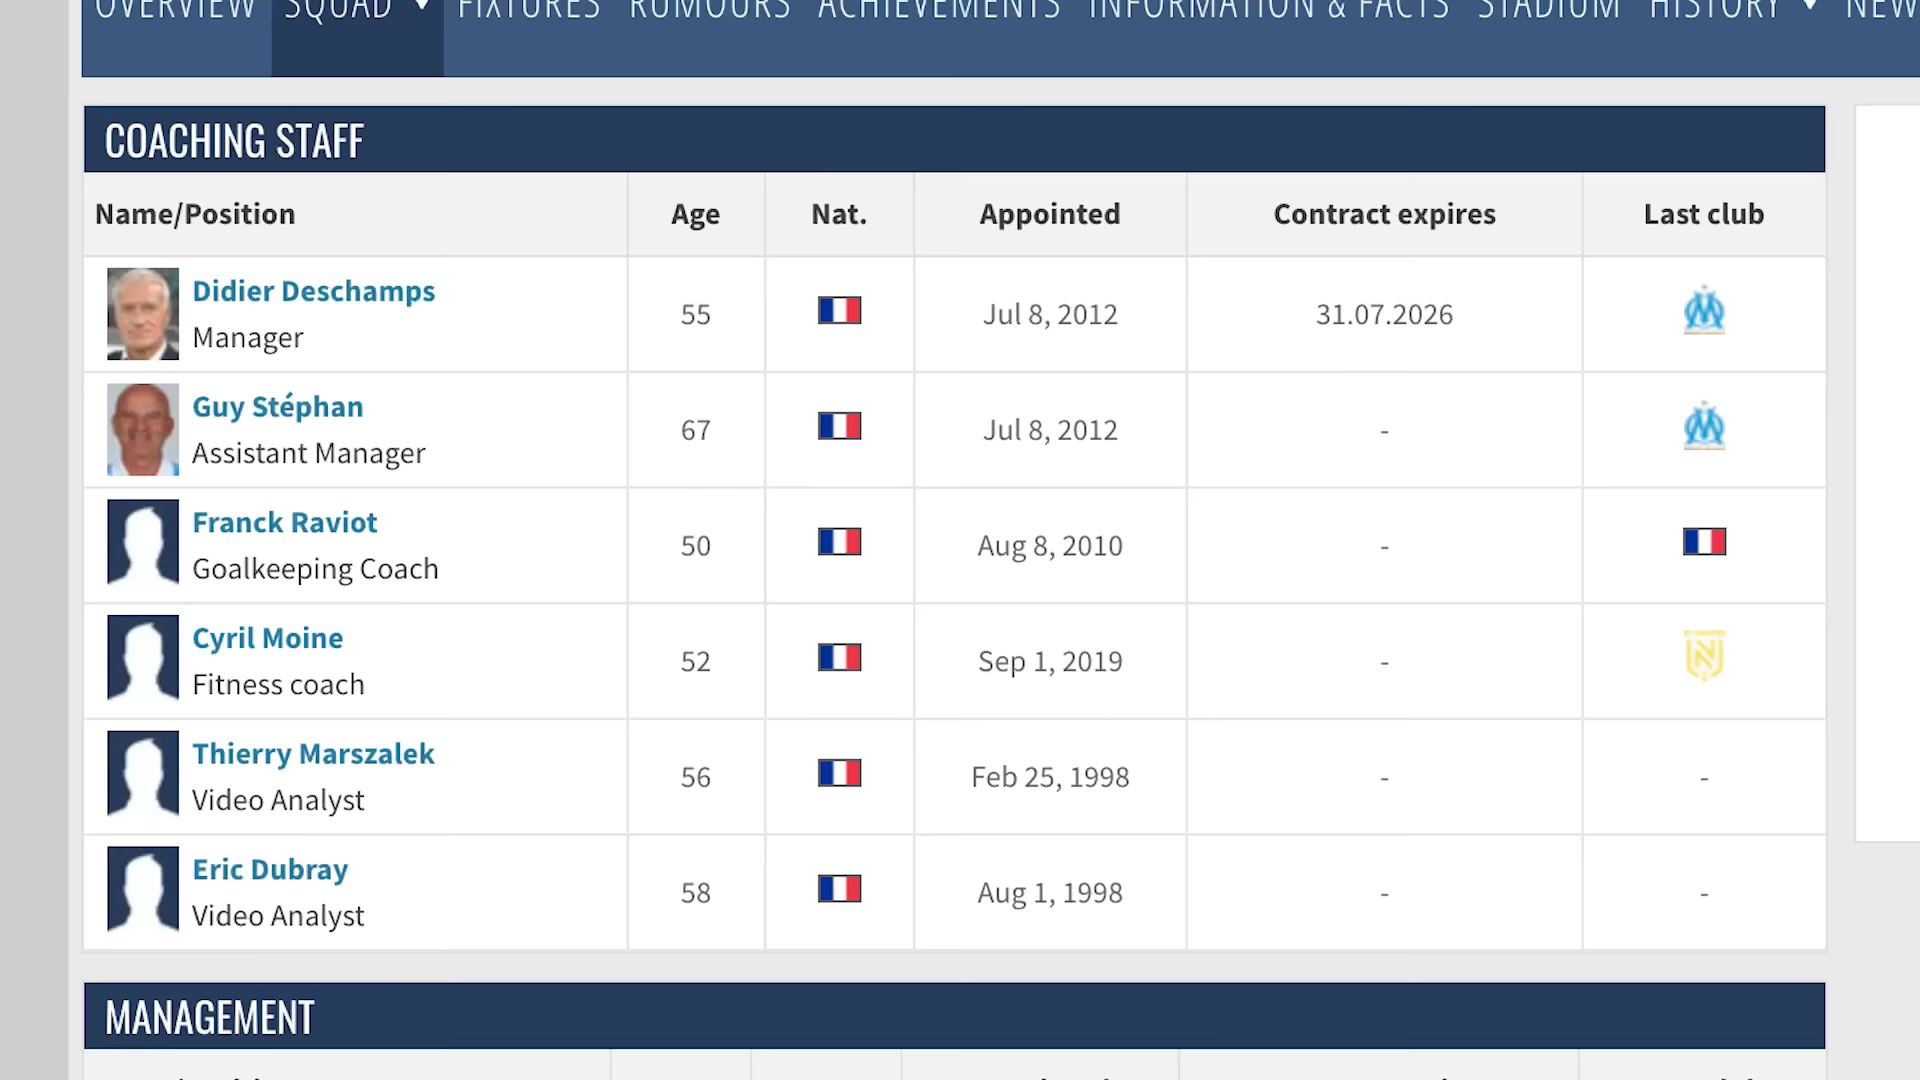 OVERVIEW SQUAD FIXTURES RUMOURS ACHIEVEMENTS INFORMATION & FACTS STADIUM HISTORY NEW
COACHING STAFF
Name/Position Age Nat. Appointed Contract expires Last club
Didier Deschamps
Manager
55 Jul 8, 2012 31.07.2026
Guy Stéphan
Assistant Manager
67 Jul 8, 2012 -
Franck Raviot
Goalkeeping Coach
50 Aug 8, 2010 -
Cyril Moine
Fitness coach
52 Sep 1, 2019 -
Thierry Marszalek
Video Analyst
56 Feb 25, 1998 - -
Eric Dubray
Video Analyst
58 Aug 1, 1998 - -
MANAGEMENT